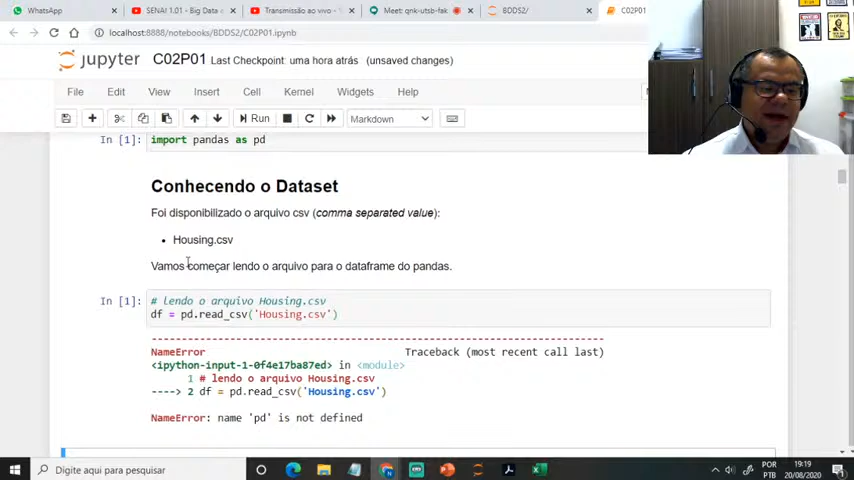 WhatsApp
SENAI 1.01 - Big Data e
Transmissão ao vivo -
Meet: qnk-utsb-fak
BDDS2/
C02P01
localhost:8888/notebooks/BDDS2/C02P01.ipynb
jupyter C02P01 Last Checkpoint: uma hora atrás (unsaved changes)
File Edit View Insert Cell Kernel Widgets Help
Run Markdown
In [1]: import pandas as pd
Conhecendo o Dataset
Foi disponibilizado o arquivo csv (comma separated value):
• Housing.csv
Vamos começar lendo o arquivo para o dataframe do pandas.
In [1]: # lendo o arquivo Housing.csv
df = pd.read_csv('Housing.csv')
NameError Traceback (most recent call last)
<ipython-input-1-0f4e17ba87ed> in <module>
1 # lendo o arquivo Housing.csv
----> 2 df = pd.read_csv('Housing.csv')
NameError: name 'pd' is not defined
Digite aqui para pesquisar
POR
PTB
19:19
20/08/2020